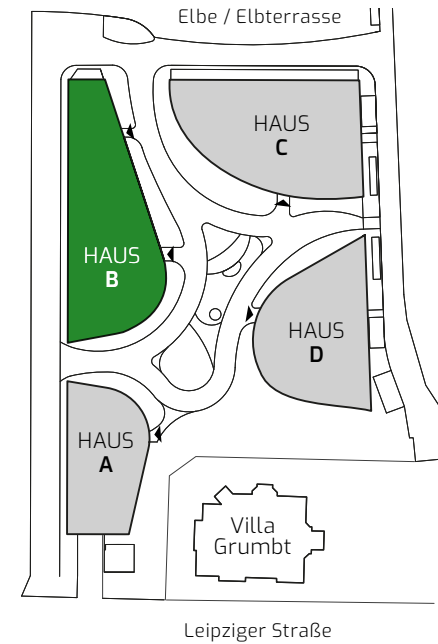 Elbe / Elbterrasse
HAUS
C
HAUS
B
HAUS
D
HAUS
A
Villa
Grumbt
Leipziger Straße